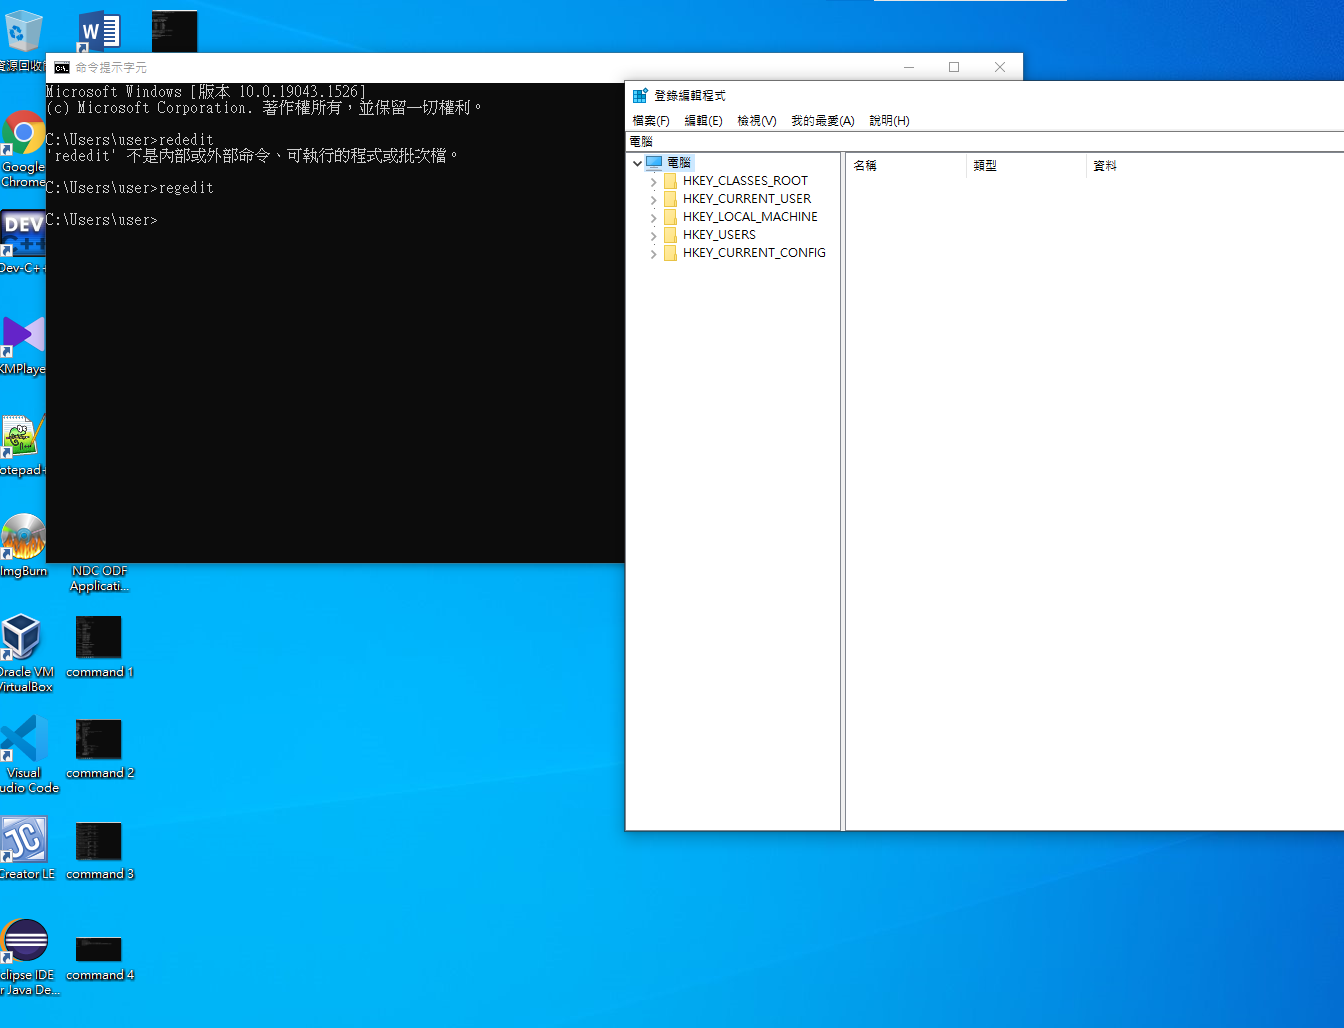 資源回收
命令提示字元
Microsoft Windows [版本 10.0.19043.1526]
(c) Microsoft Corporation. 著作權所有，並保留一切權利。
C:\Users\user>rededit
'rededit' 不是內部或外部命令、可執行的程式或批次檔。
C:\Users\user>regedit
C:\Users\user>
登錄編輯程式
檔案(F) 編輯(E) 檢視(V) 我的最愛(A) 說明(H)
電腦
電腦
HKEY_CLASSES_ROOT
HKEY_CURRENT_USER
HKEY_LOCAL_MACHINE
HKEY_USERS
HKEY_CURRENT_CONFIG
名稱 類型 資料
Google
Chrome
DEV
C++
Dev-C++
KMPlaye
otepad+
ImgBurn
NDC ODF
Applicati...
Oracle VM
VirtualBox
command 1
Visual
udio Code
command 2
JC
Creator LE
command 3
clipse IDE
r Java De...
command 4
W